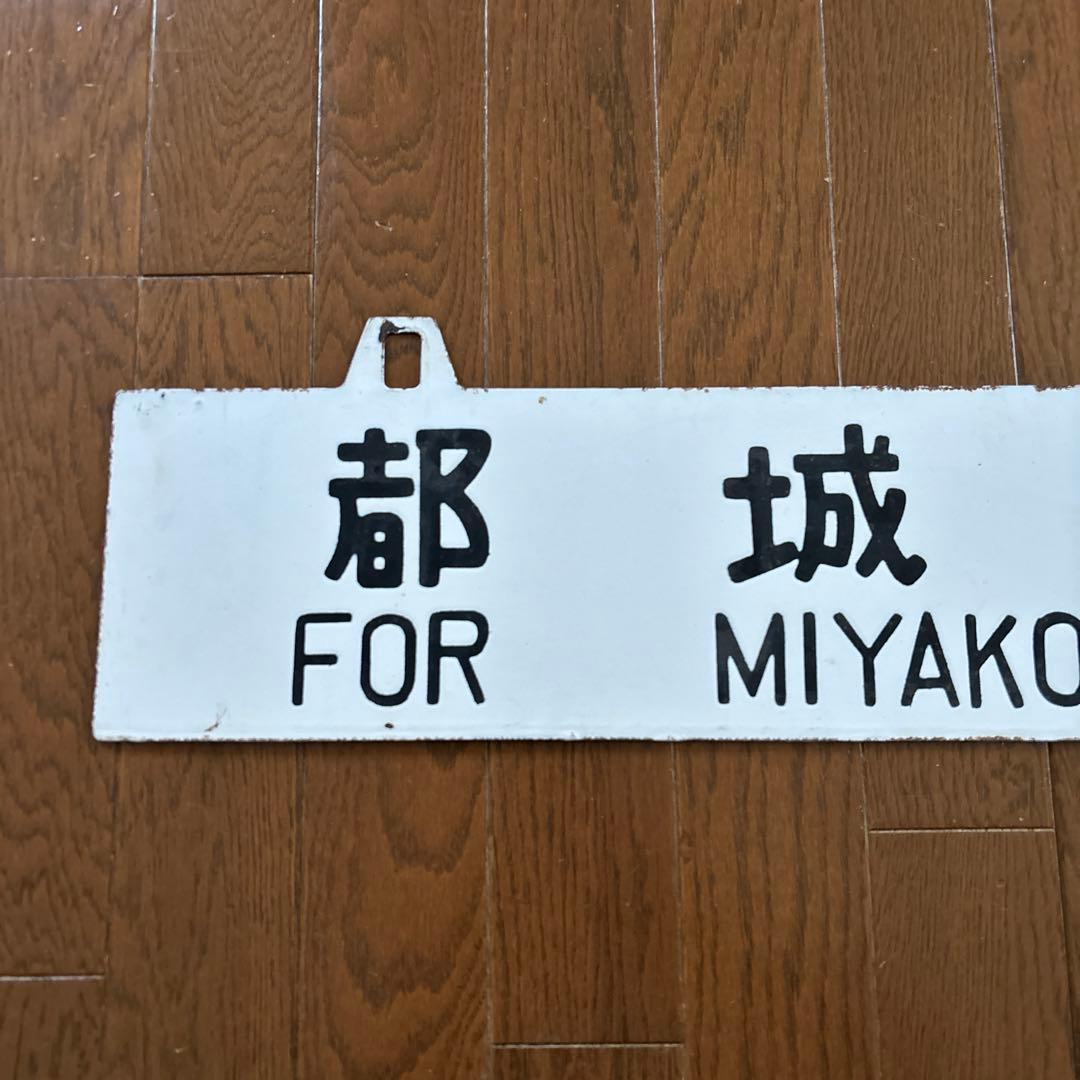 都 城
FOR MIYAKO